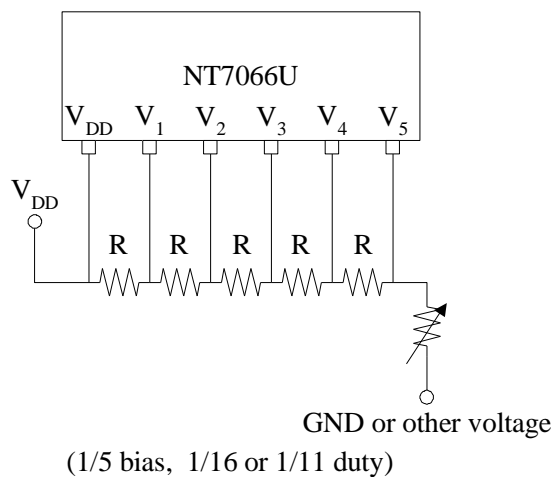 NT7066U
VDD V1 V2 V3 V4 V5
VDD
R R R R R
GND or other voltage
(1/5 bias, 1/16 or 1/11 duty)